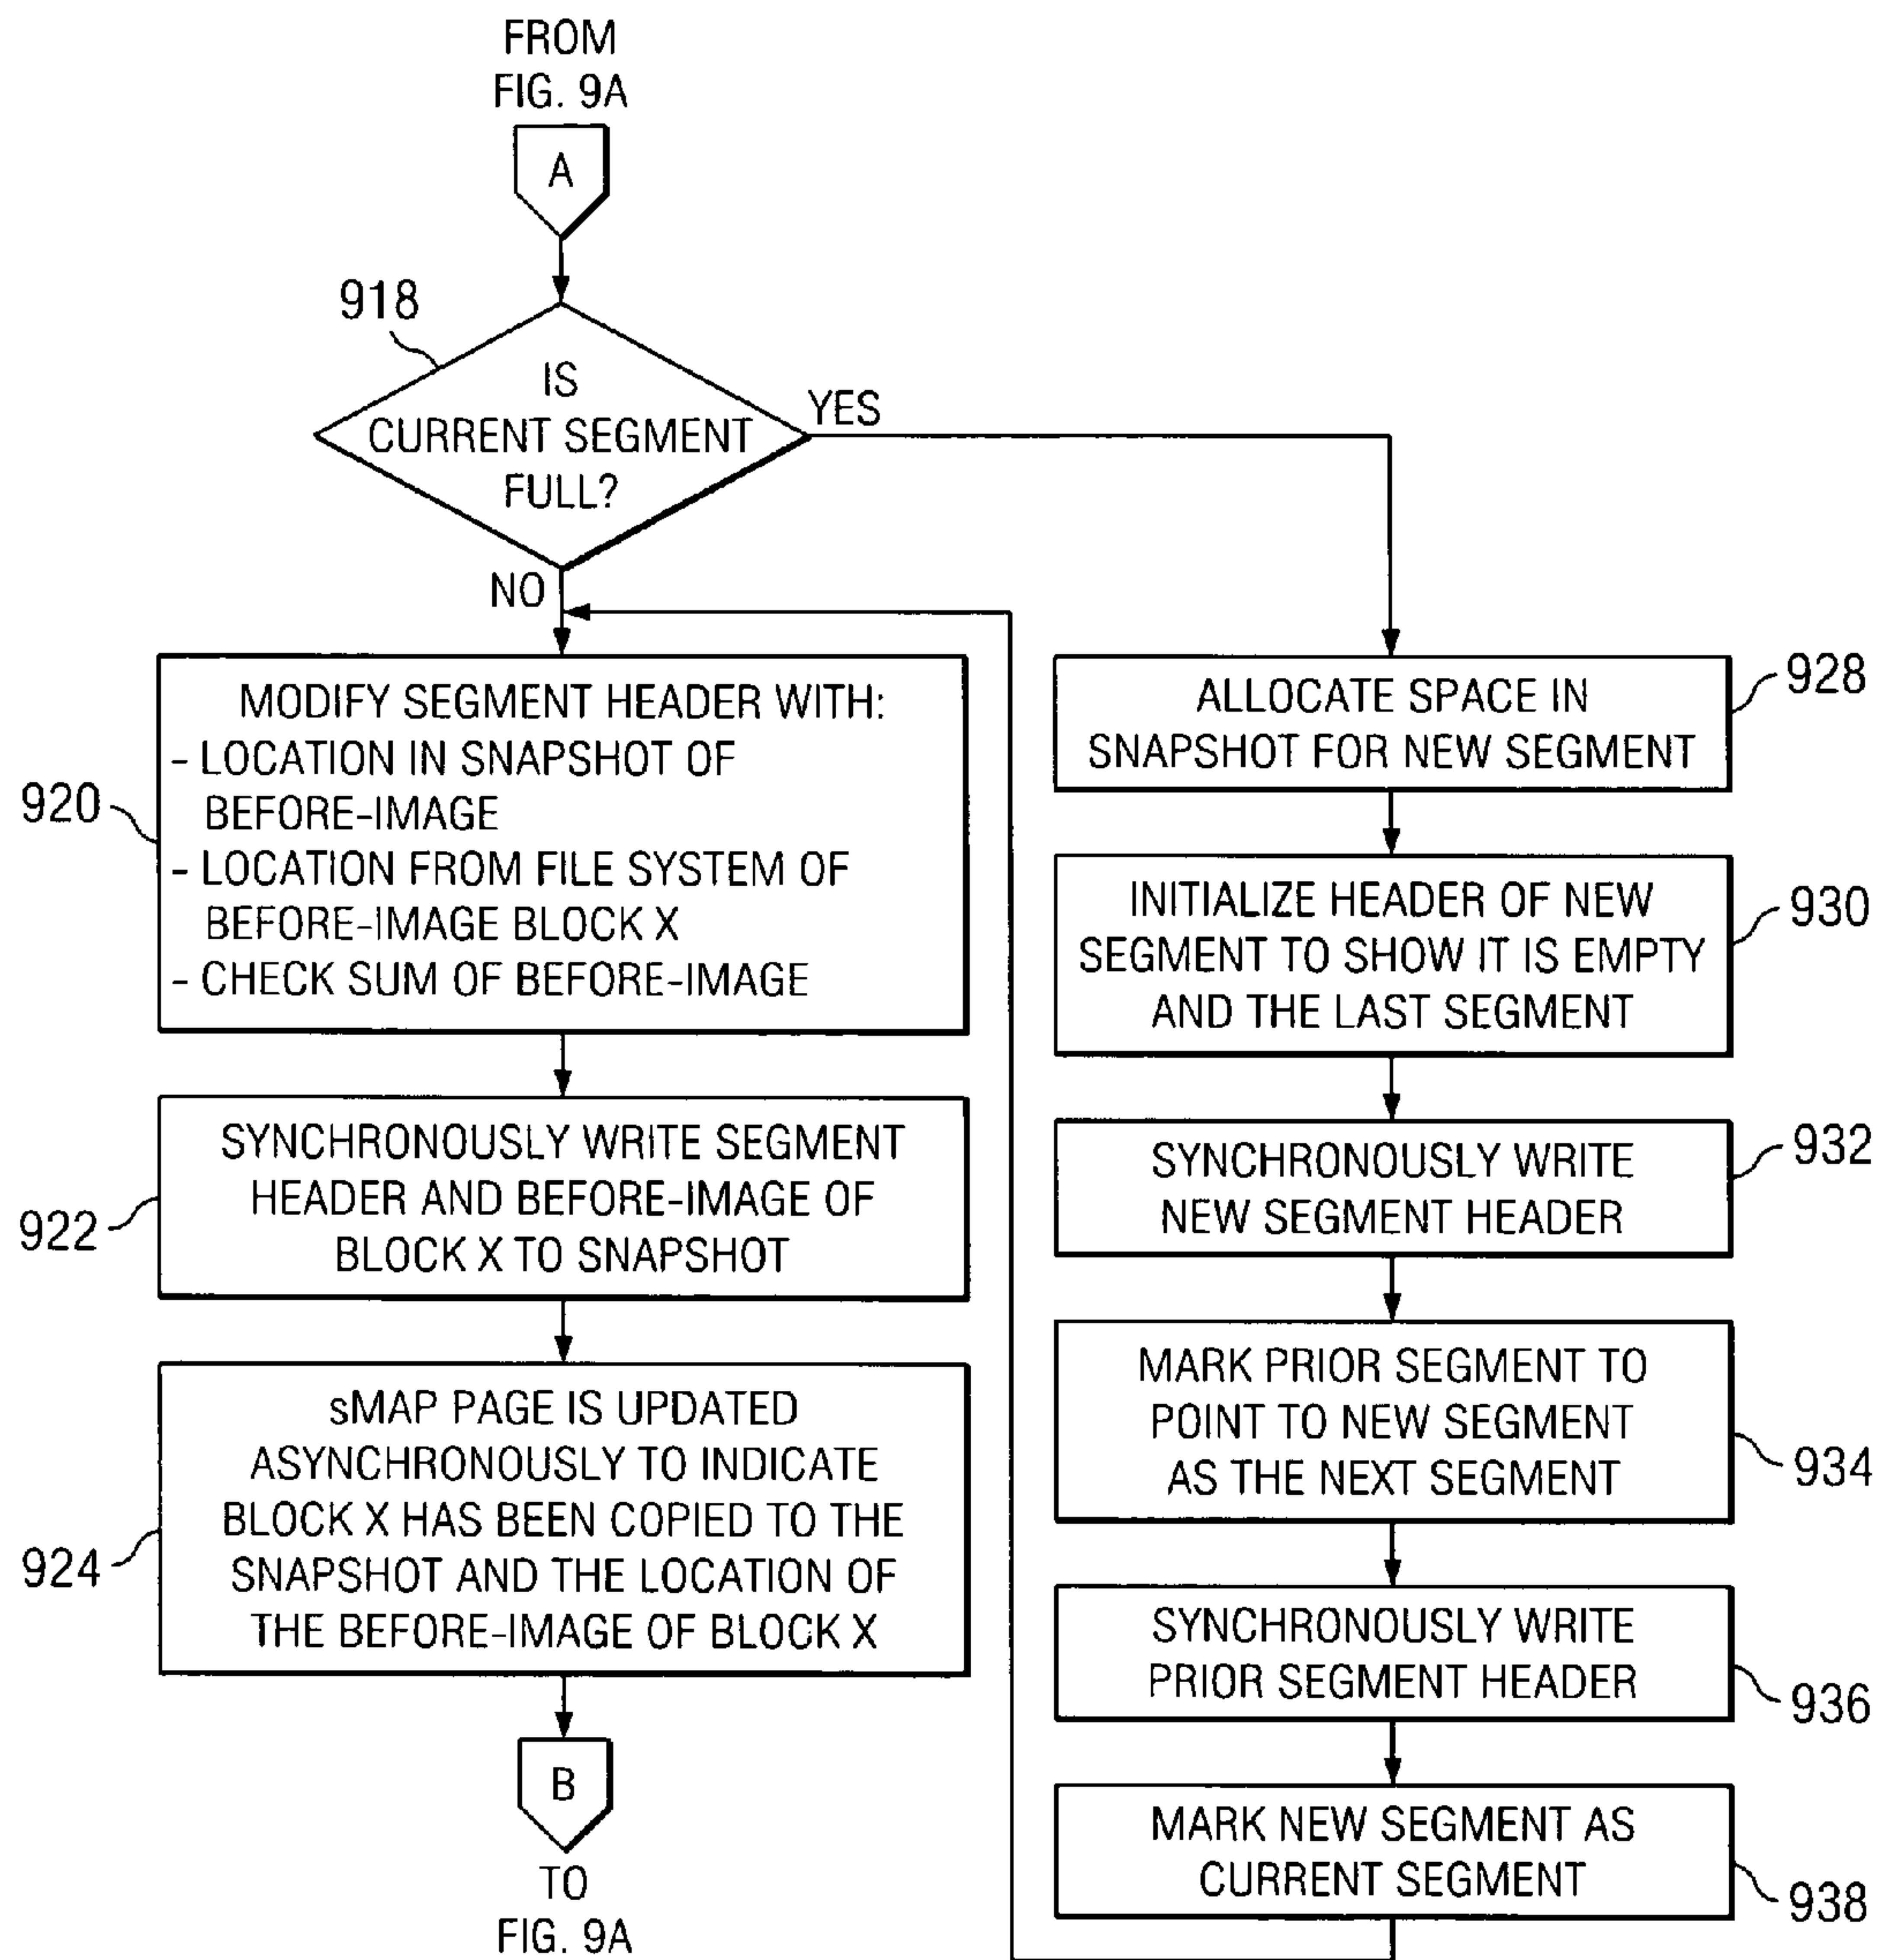 FROM
FIG. 9A
A
918
IS
CURRENT SEGMENT
FULL?
YES
NO
920
MODIFY SEGMENT HEADER WITH:
- LOCATION IN SNAPSHOT OF
BEFORE-IMAGE
- LOCATION FROM FILE SYSTEM OF
BEFORE-IMAGE BLOCK X
- CHECK SUM OF BEFORE-IMAGE
922
SYNCHRONOUSLY WRITE SEGMENT
HEADER AND BEFORE-IMAGE OF
BLOCK X TO SNAPSHOT
924
sMAP PAGE IS UPDATED
ASYNCHRONOUSLY TO INDICATE
BLOCK X HAS BEEN COPIED TO THE
SNAPSHOT AND THE LOCATION OF
THE BEFORE-IMAGE OF BLOCK X
B
TO
FIG. 9A
928
ALLOCATE SPACE IN
SNAPSHOT FOR NEW SEGMENT
930
INITIALIZE HEADER OF NEW
SEGMENT TO SHOW IT IS EMPTY
AND THE LAST SEGMENT
932
SYNCHRONOUSLY WRITE
NEW SEGMENT HEADER
934
MARK PRIOR SEGMENT TO
POINT TO NEW SEGMENT
AS THE NEXT SEGMENT
936
SYNCHRONOUSLY WRITE
PRIOR SEGMENT HEADER
938
MARK NEW SEGMENT AS
CURRENT SEGMENT